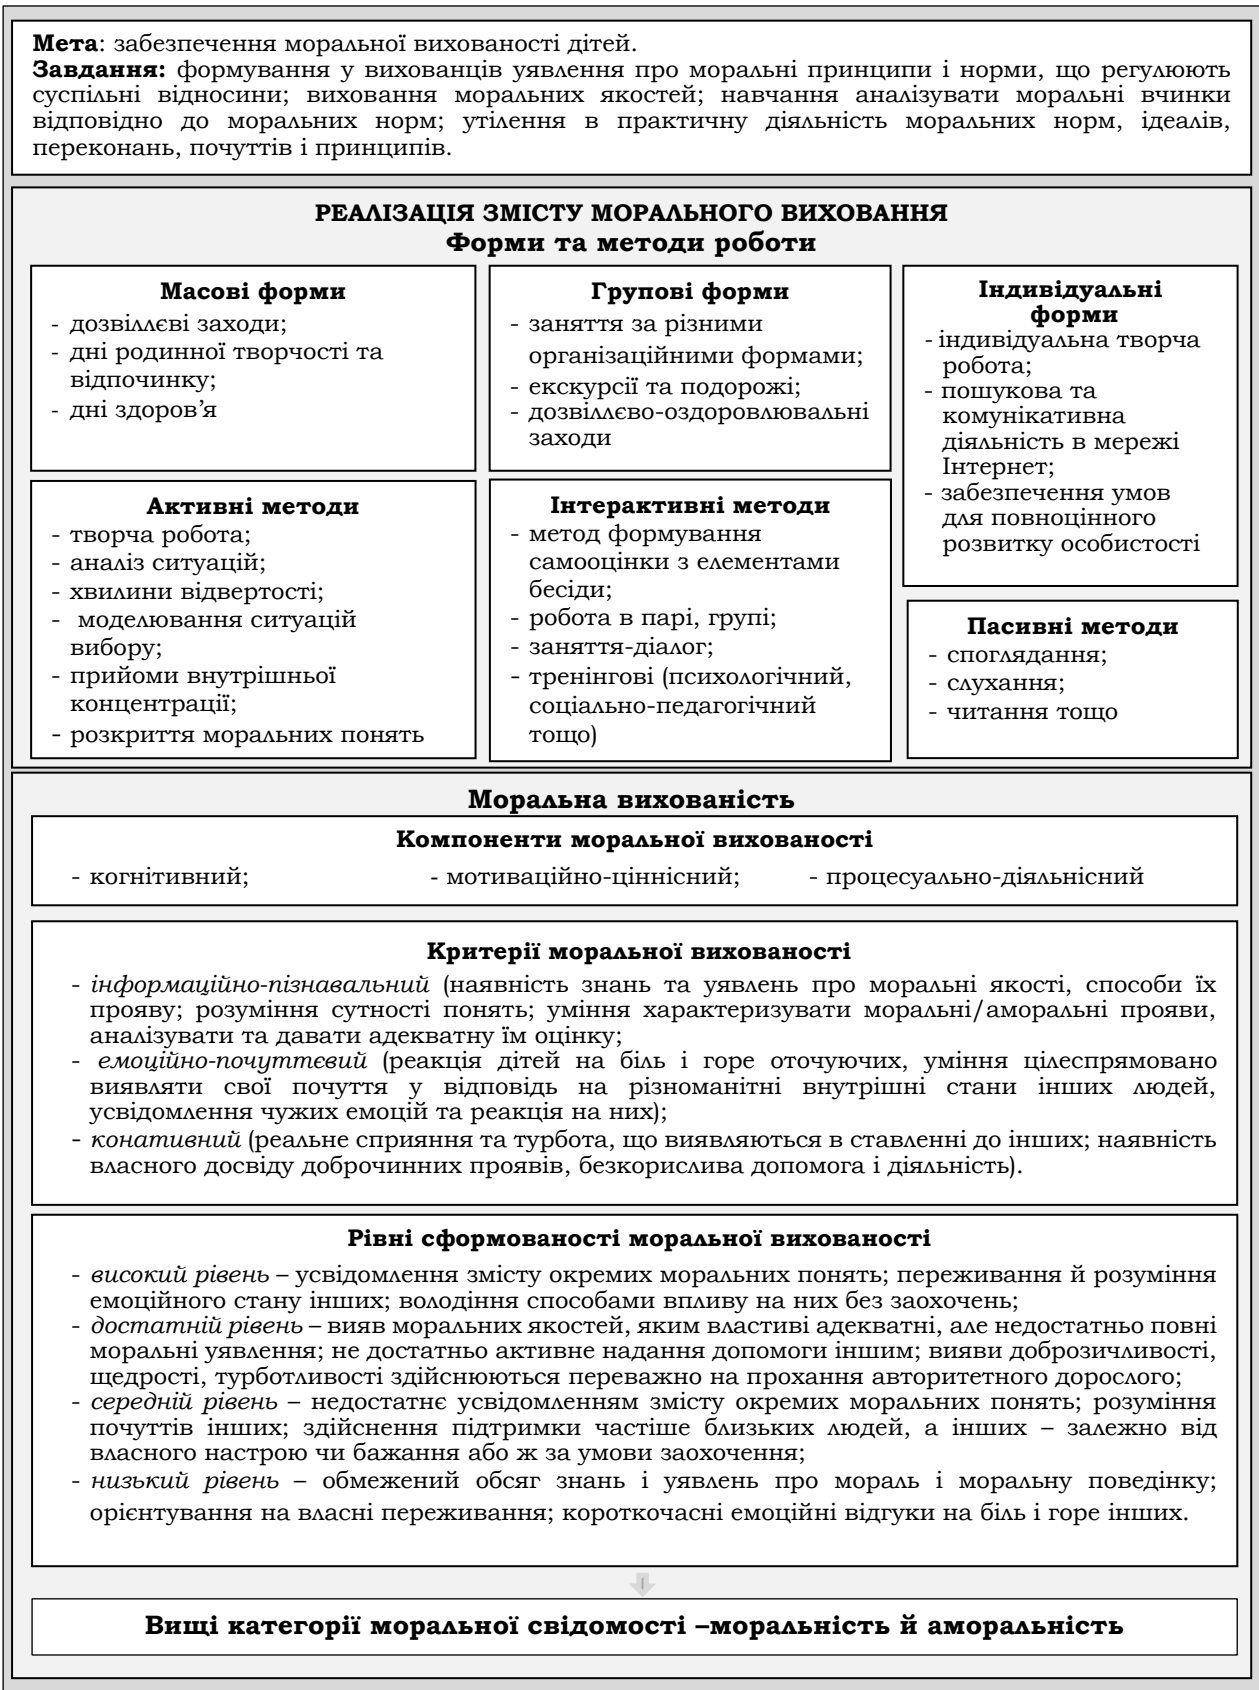 Мета: забезпечення моральної вихованості дітей.
Завдання: формування у вихованців уявлення про моральні принципи і норми, що регулюють
суспільні відносини; виховання моральних якостей; навчання аналізувати моральні вчинки
відповідно до моральних норм; утілення в практичну діяльність моральних норм, ідеалів,
переконань, почуттів і принципів.
РЕАЛІЗАЦІЯ ЗМІСТУ МОРАЛЬНОГО ВИХОВАННЯ
Форми та методи роботи
Масові форми
- дозвіллєві заходи;
- дні родинної творчості та
відпочинку;
- дні здоров’я
Групові форми
- заняття за різними
організаційними формами;
- екскурсії та подорожі;
- дозвіллєво-оздоровлювальні
заходи
Індивідуальні
форми
- індивідуальна творча
робота;
- пошукова та
комунікативна
діяльність в мережі
Інтернет;
- забезпечення умов
для повноцінного
розвитку особистості
Активні методи
- творча робота;
- аналіз ситуацій;
- хвилини відвертості;
- моделювання ситуацій
вибору;
- прийоми внутрішньої
концентрації;
- розкриття моральних понять
Інтерактивні методи
- метод формування
самооцінки з елементами
бесіди;
- робота в парі, групі;
- заняття-діалог;
- тренінгові (психологічний,
соціально-педагогічний
тощо)
Пасивні методи
- споглядання;
- слухання;
- читання тощо
Моральна вихованість
Компоненти моральної вихованості
- когнітивний; - мотиваційно-ціннісний; - процесуально-діяльнісний
Критерії моральної вихованості
- інформаційно-пізнавальний (наявність знань та уявлень про моральні якості, способи їх
прояву; розуміння сутності понять; уміння характеризувати моральні/аморальні прояви,
аналізувати та давати адекватну їм оцінку;
- емоційно-почуттєвий (реакція дітей на біль і горе оточуючих, уміння цілеспрямовано
виявляти свої почуття у відповідь на різноманітні внутрішні стани інших людей,
усвідомлення чужих емоцій та реакція на них);
- конативний (реальне сприяння та турбота, що виявляються в ставленні до інших; наявність
власного досвіду доброчинних проявів, безкорислива допомога і діяльність).
Рівні сформованості моральної вихованості
- високий рівень – усвідомлення змісту окремих моральних понять; переживання й розуміння
емоційного стану інших; володіння способами впливу на них без заохочень;
- достатній рівень – вияв моральних якостей, яким властиві адекватні, але недостатньо повні
моральні уявлення; не достатньо активне надання допомоги іншим; вияви доброзичливості,
щедрості, турботливості здійснюються переважно на прохання авторитетного дорослого;
- середній рівень – недостатнє усвідомленням змісту окремих моральних понять; розуміння
почуттів інших; здійснення підтримки частіше близьких людей, а інших – залежно від
власного настрою чи бажання або ж за умови заохочення;
- низький рівень – обмежений обсяг знань і уявлень про мораль і моральну поведінку;
орієнтування на власні переживання; короткочасні емоційні відгуки на біль і горе інших.
Вищі категорії моральної свідомості –моральність й аморальність